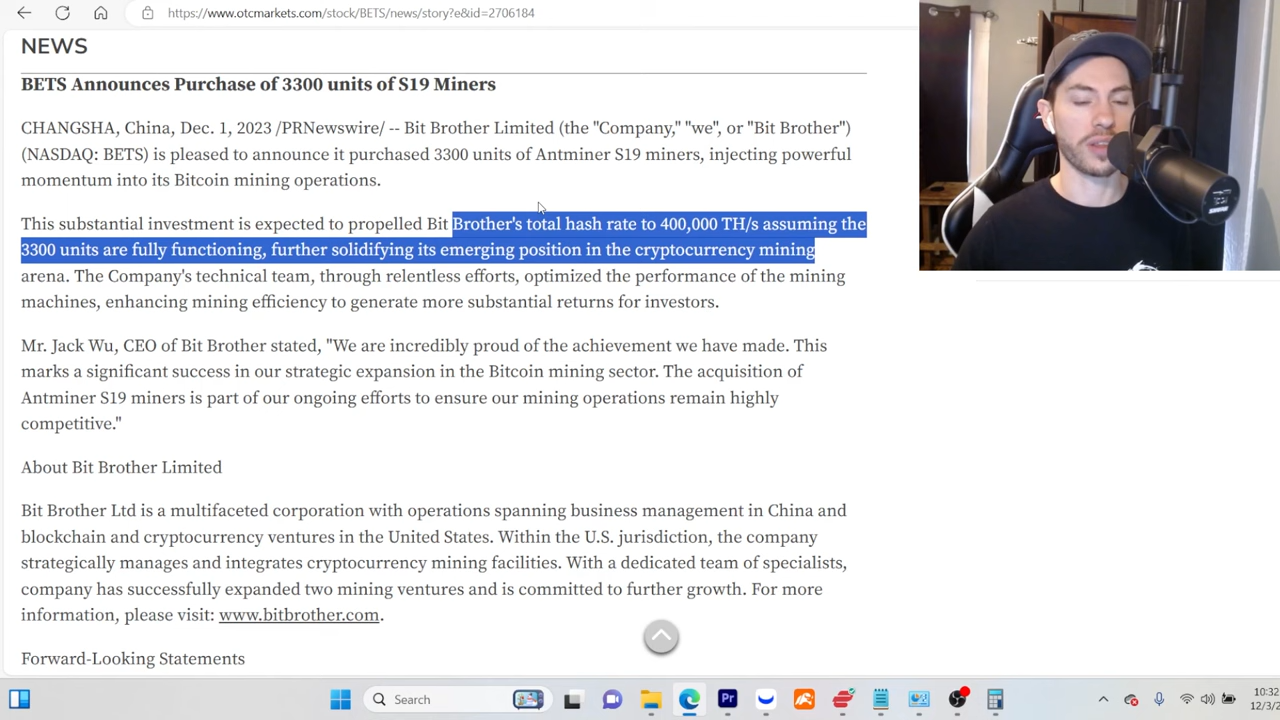 https://www.otcmarkets.com/stock/BETS/news/story?e&id=2706184
NEWS
BETS Announces Purchase of 3300 units of S19 Miners
CHANGSHA, China, Dec. 1, 2023 /PRNewswire/ -- Bit Brother Limited (the "Company," "we", or "Bit Brother")
(NASDAQ: BETS) is pleased to announce it purchased 3300 units of Antminer S19 miners, injecting powerful
momentum into its Bitcoin mining operations.
This substantial investment is expected to propelled Bit Brother's total hash rate to 400,000 TH/s assuming the
3300 units are fully functioning, further solidifying its emerging position in the cryptocurrency mining
arena. The Company's technical team, through relentless efforts, optimized the performance of the mining
machines, enhancing mining efficiency to generate more substantial returns for investors.
Mr. Jack Wu, CEO of Bit Brother stated, "We are incredibly proud of the achievement we have made. This
marks a significant success in our strategic expansion in the Bitcoin mining sector. The acquisition of
Antminer S19 miners is part of our ongoing efforts to ensure our mining operations remain highly
competitive."
About Bit Brother Limited
Bit Brother Ltd is a multifaceted corporation with operations spanning business management in China and
blockchain and cryptocurrency ventures in the United States. Within the U.S. jurisdiction, the company
strategically manages and integrates cryptocurrency mining facilities. With a dedicated team of specialists,
company has successfully expanded two mining ventures and is committed to further growth. For more
information, please visit: www.bitbrother.com.
Forward-Looking Statements
Search
Pr
10:32
12/3/2